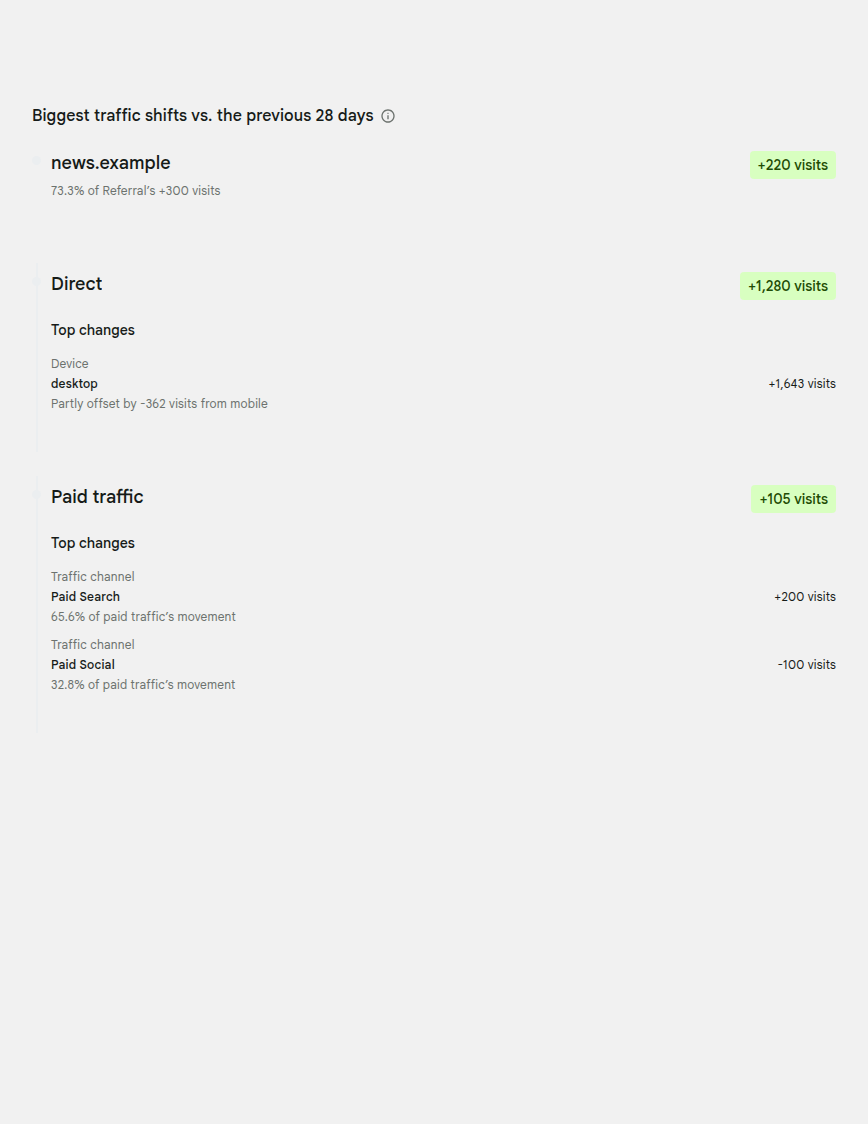 Biggest traffic shifts vs. the previous 28 days
news.example
+220 visits
73.3% of Referral's +300 visits
Direct
+1,280 visits
Top changes
Device
desktop
+1,643 visits
Partly offset by -362 visits from mobile
Paid traffic
+105 visits
Top changes
Traffic channel
Paid Search
+200 visits
65.6% of paid traffic's movement
Traffic channel
Paid Social
-100 visits
32.8% of paid traffic's movement